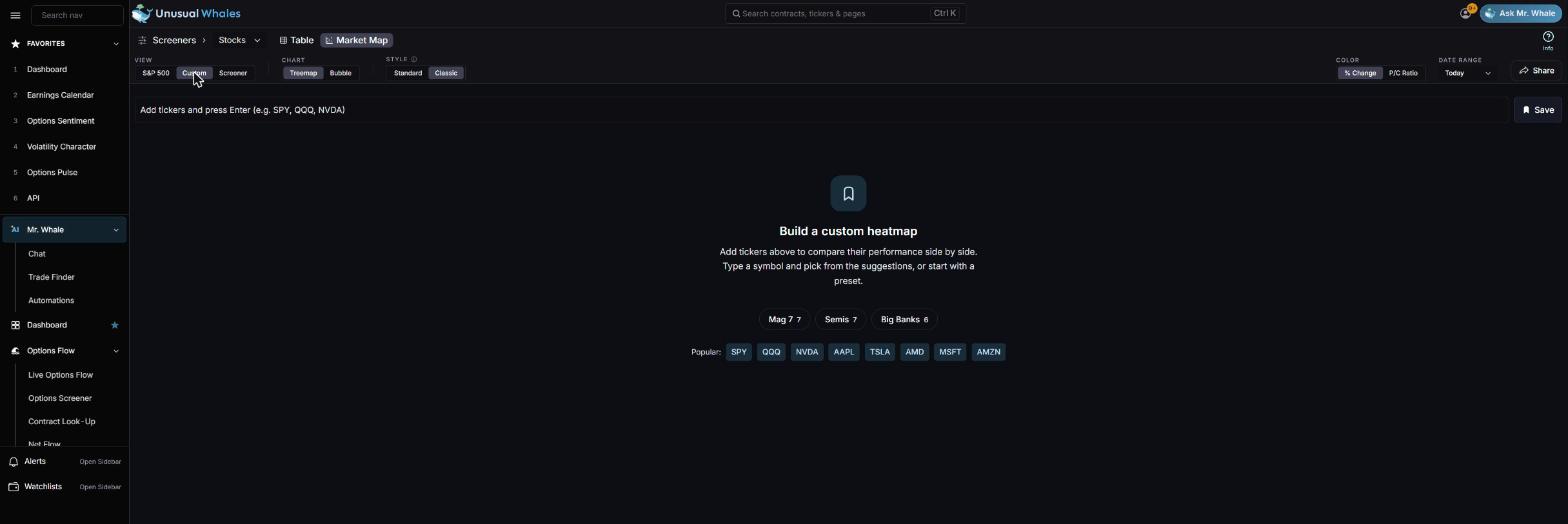 Search nav
Unusual Whales
Search contracts, tickers & pages
Ctrl K
9+
Ask Mr. Whale
FAVORITES
1 Dashboard
2 Earnings Calendar
3 Options Sentiment
4 Volatility Character
5 Options Pulse
6 API
AI Mr. Whale
Chat
Trade Finder
Automations
Dashboard
Options Flow
Live Options Flow
Options Screener
Contract Look-Up
Net Flow
Alerts Open Sidebar
Watchlists Open Sidebar
Screeners > Stocks
Table
Market Map
Info
VIEW
S&P 500 Custom Screener
CHART
Treemap Bubble
STYLE
Standard Classic
COLOR
% Change P/C Ratio
DATE RANGE
Today
Share
Add tickers and press Enter (e.g. SPY, QQQ, NVDA)
Save
Build a custom heatmap
Add tickers above to compare their performance side by side.
Type a symbol and pick from the suggestions, or start with a
preset.
Mag 7 7 Semis 7 Big Banks 6
Popular: SPY QQQ NVDA AAPL TSLA AMD MSFT AMZN